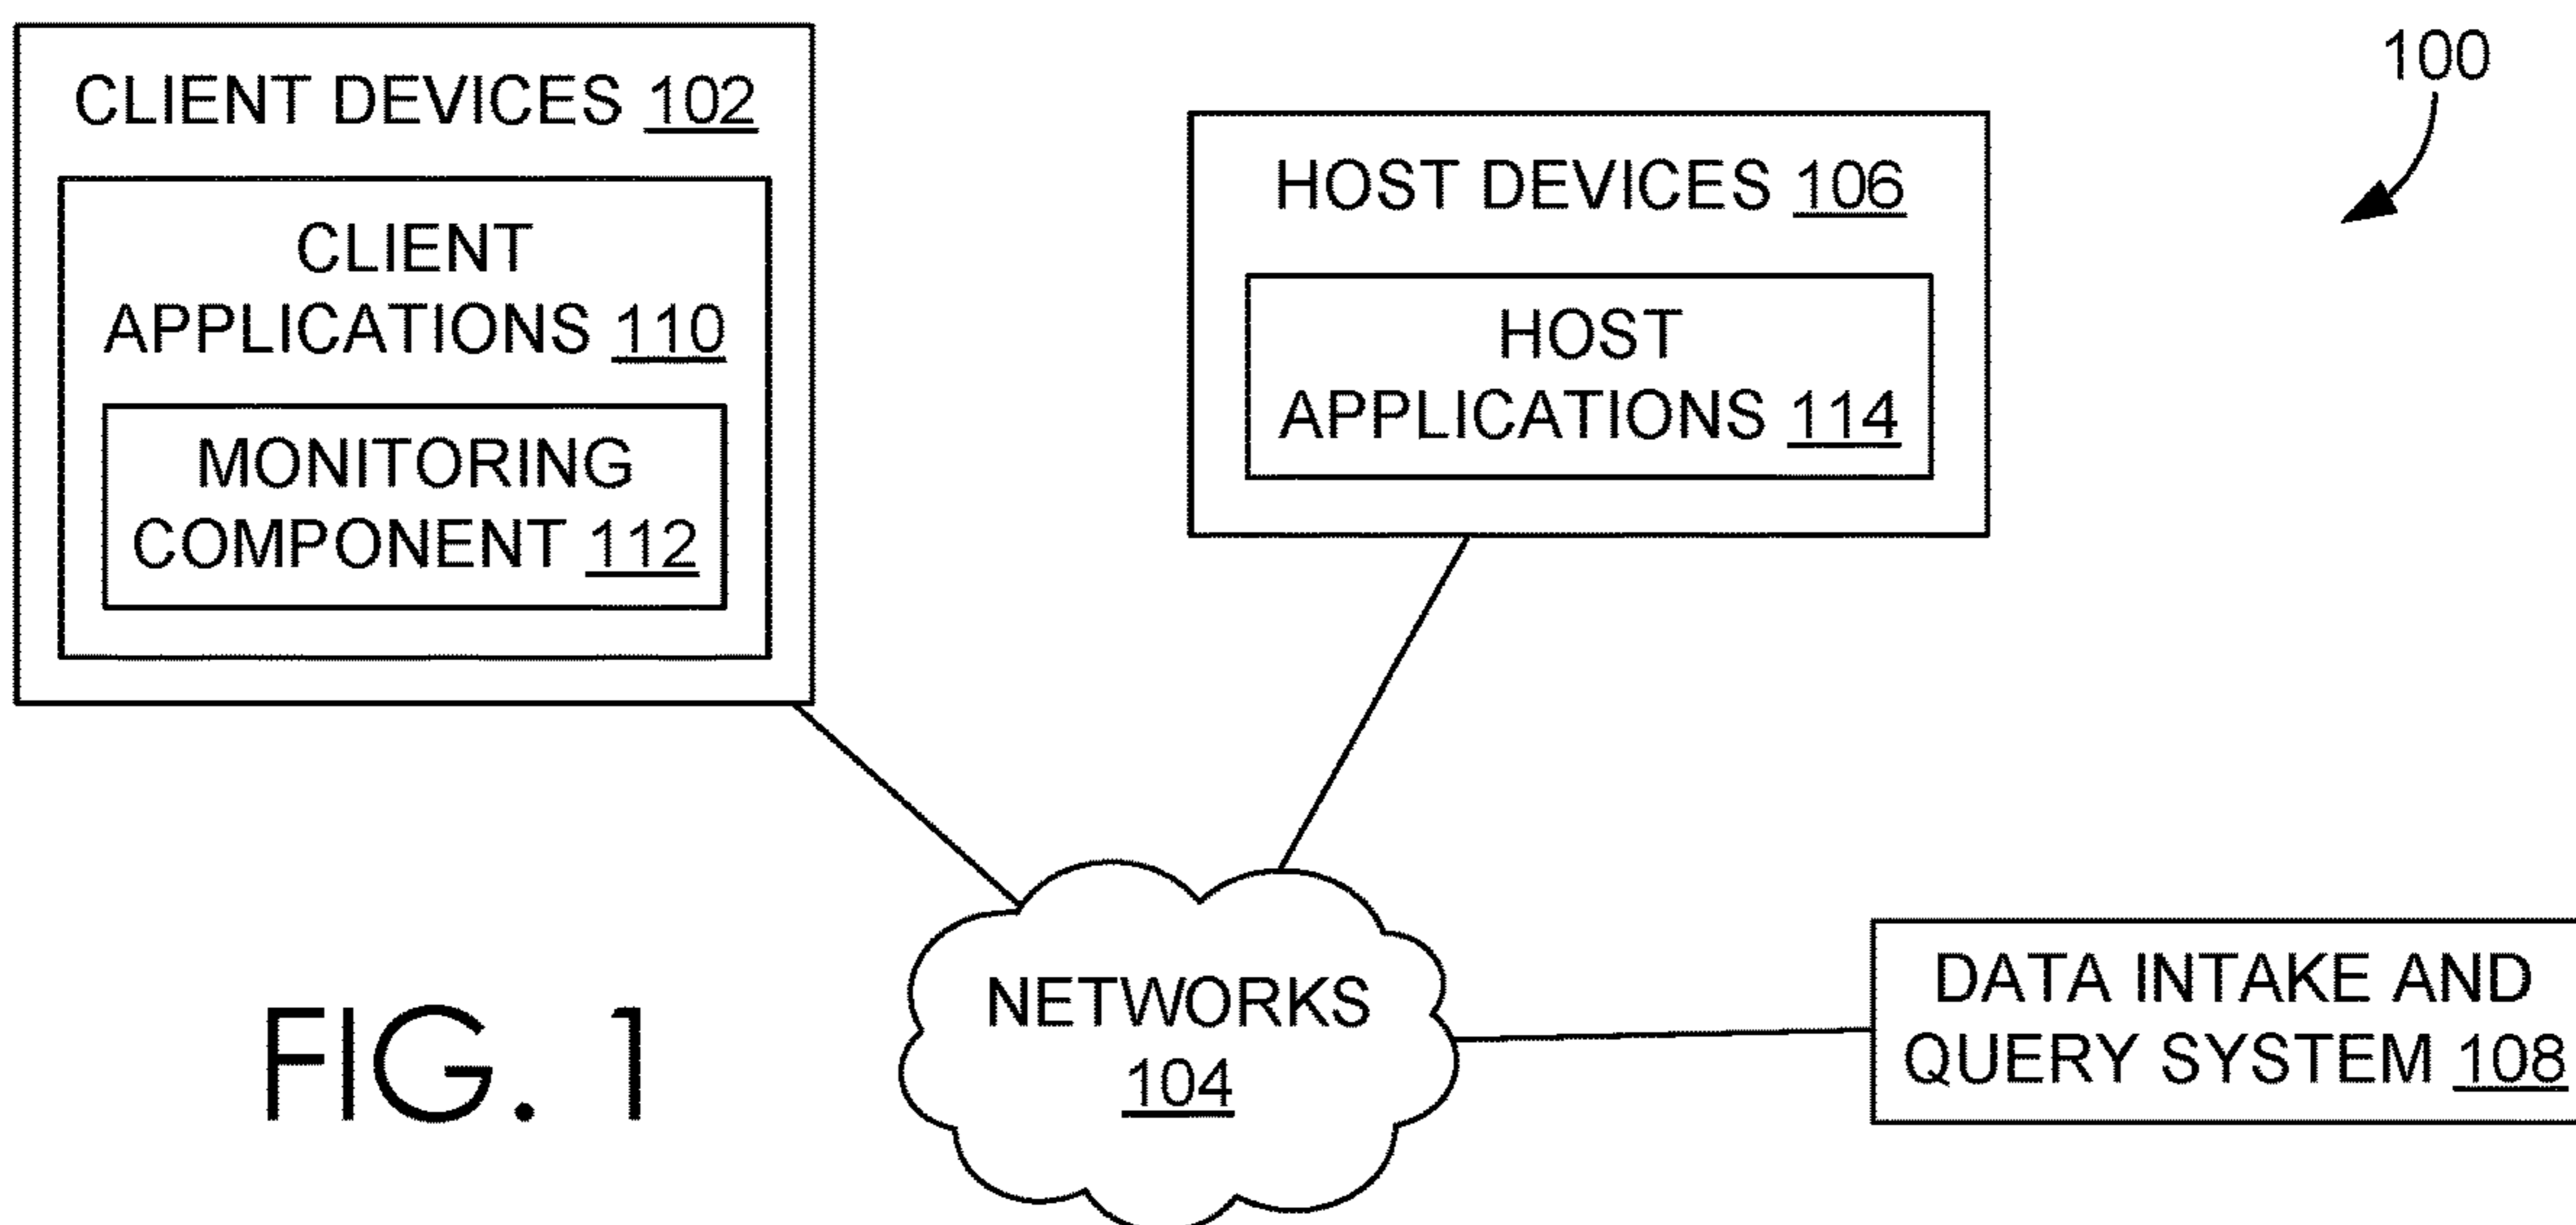 CLIENT DEVICES 102
CLIENT
APPLICATIONS 110
MONITORING
COMPONENT 112
HOST DEVICES 106
HOST
APPLICATIONS 114
100
NETWORKS
104
DATA INTAKE AND
QUERY SYSTEM 108
FIG. 1